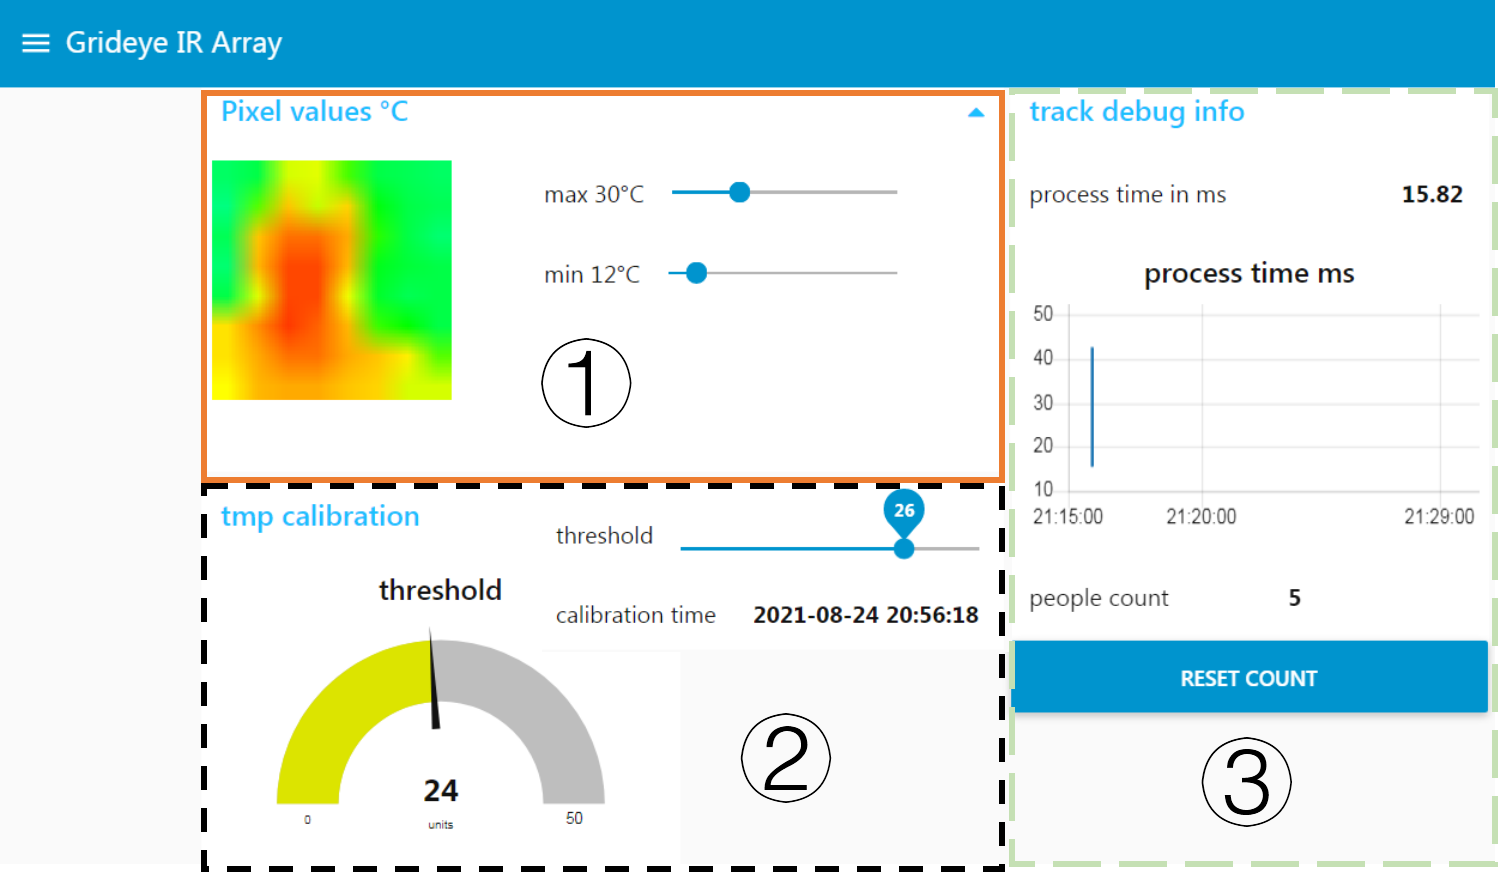 Grideye IR Array
Pixel values °C
max 30°C
min 12°C
1
tmp calibration
threshold
26
calibration time 2021-08-24 20:56:18
threshold
24
units
0
50
2
track debug info
process time in ms 15.82
process time ms
50
40
30
20
10
21:15:00 21:20:00 21:29:00
people count 5
RESET COUNT
3